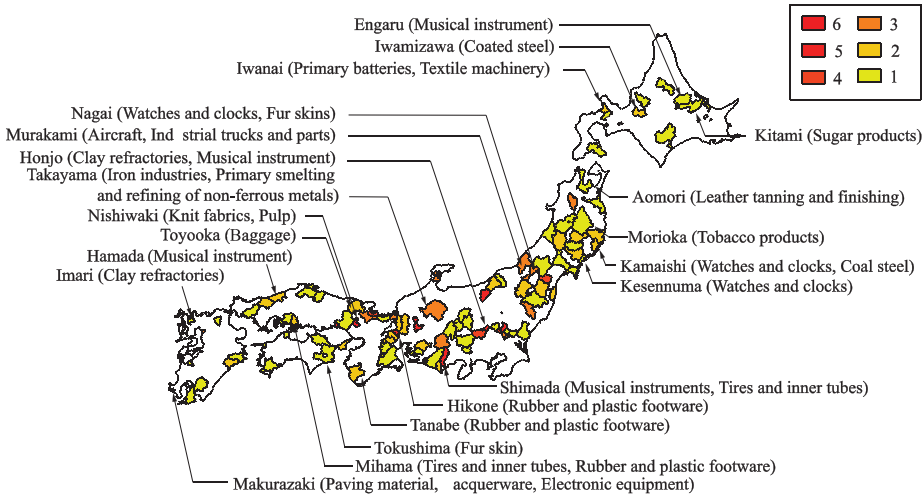 Engaru (Musical instrument)
Iwamizawa (Coated steel)
Iwanai (Primary batteries, Textile machinery)
6 3
5 2
4 1
Nagai (Watches and clocks, Fur skins)
Murakami (Aircraft, Ind strial trucks and parts)
Honjo (Clay refractories, Musical instrument)
Takayama (Iron industries, Primary smelting
and refining of non-ferrous metals)
Nishiwaki (Knit fabrics, Pulp)
Toyooka (Baggage)
Hamada (Musical instrument)
Imari (Clay refractories)
Kitami (Sugar products)
Aomori (Leather tanning and finishing)
Morioka (Tobacco products)
Kamaishi (Watches and clocks, Coal steel)
Kesennuma (Watches and clocks)
Shimada (Musical instruments, Tires and inner tubes)
Hikone (Rubber and plastic footware)
Tanabe (Rubber and plastic footware)
Tokushima (Fur skin)
Mihama (Tires and inner tubes, Rubber and plastic footware)
Makurazaki (Paving material, acquerware, Electronic equipment)